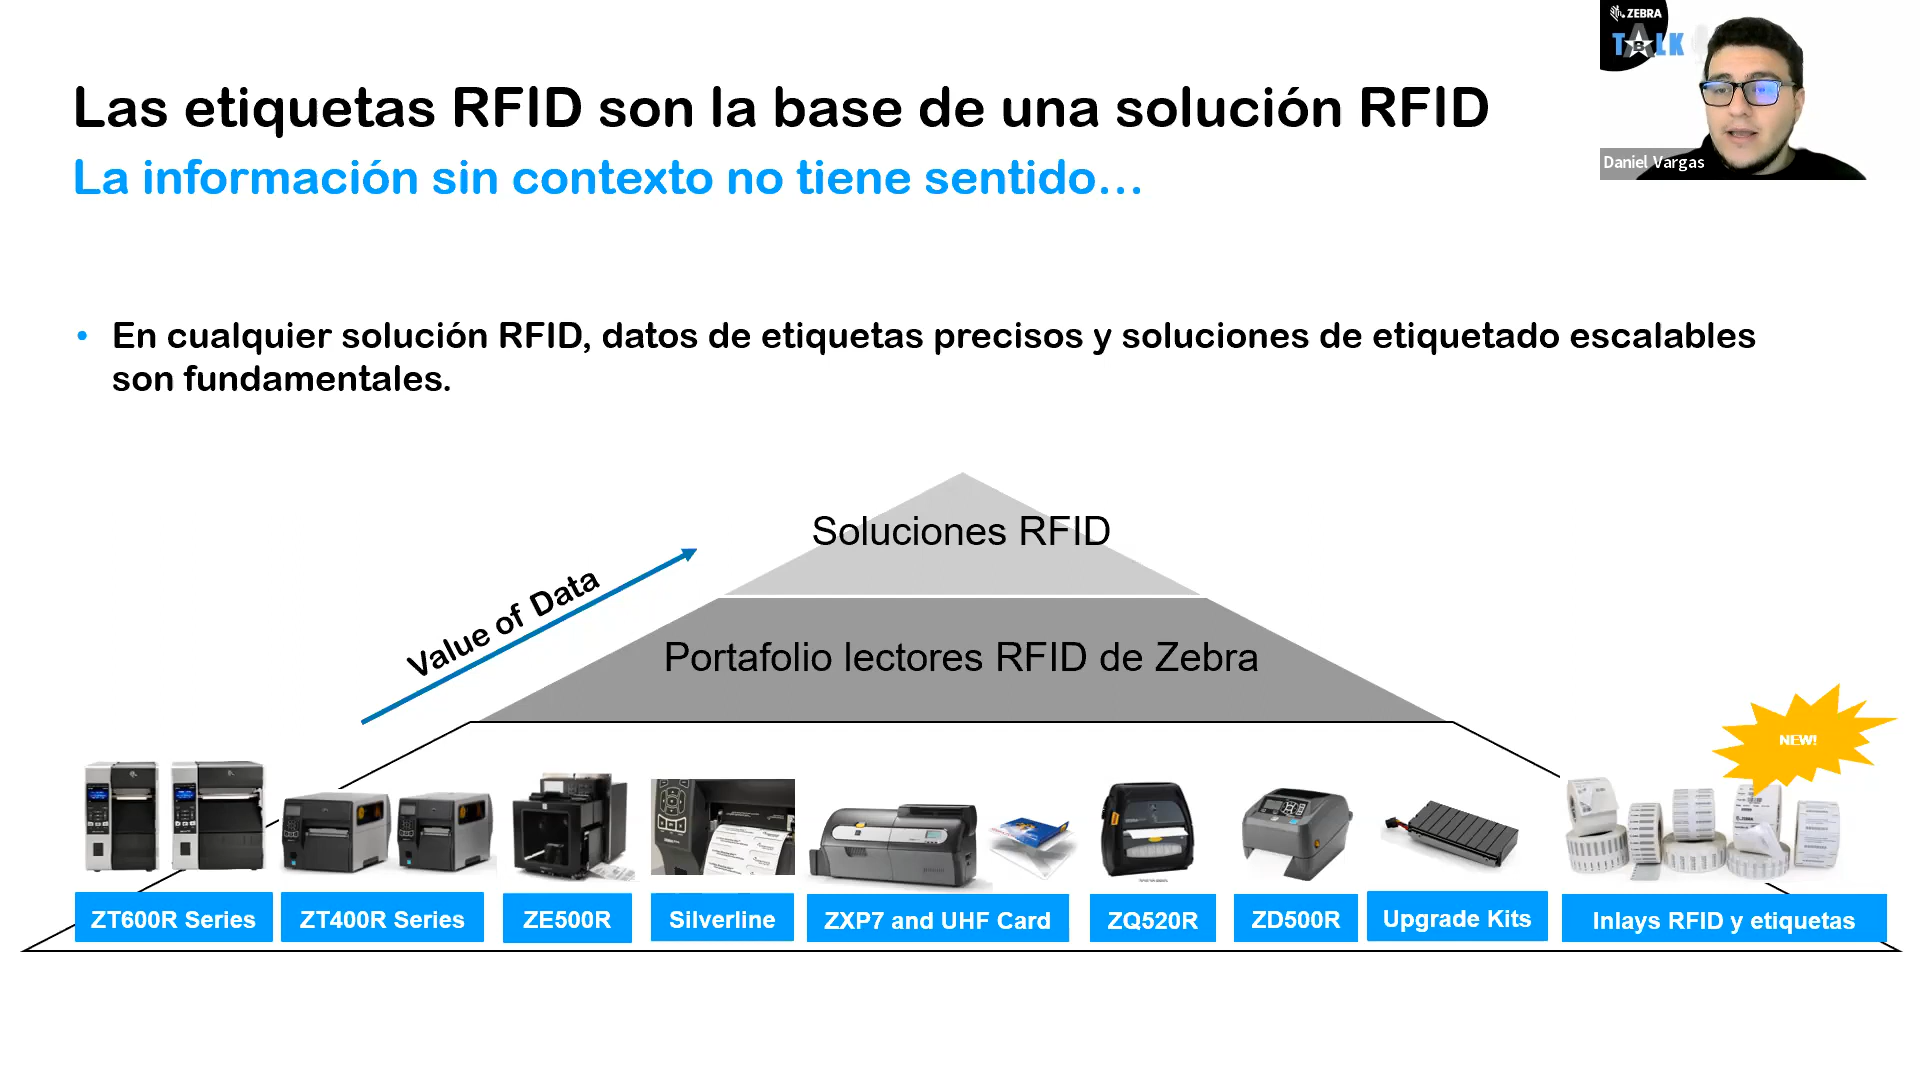 ZEBRA
TALK
B
Daniel Vargas
Las etiquetas RFID son la base de una solución RFID
La información sin contexto no tiene sentido...
• En cualquier solución RFID, datos de etiquetas precisos y soluciones de etiquetado escalables
son fundamentales.
Soluciones RFID
Value of Data
Portafolio lectores RFID de Zebra
NEW!
ZT600R Series
ZT400R Series
ZE500R
Silverline
ZXP7 and UHF Card
ZQ520R
ZD500R
Upgrade Kits
Inlays RFID y etiquetas